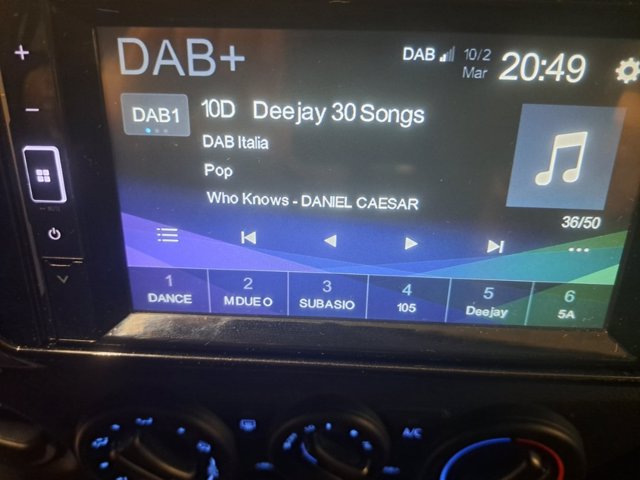 DAB+
DAB 10/2 Mar 20:49
DAB1
10D Deejay 30 Songs
DAB Italia
Pop
Who Knows - DANIEL CAESAR
36/50
1 2 3 4 5 6
DANCE M DUE O SUBASIO 105 Deejay 5A
A/C